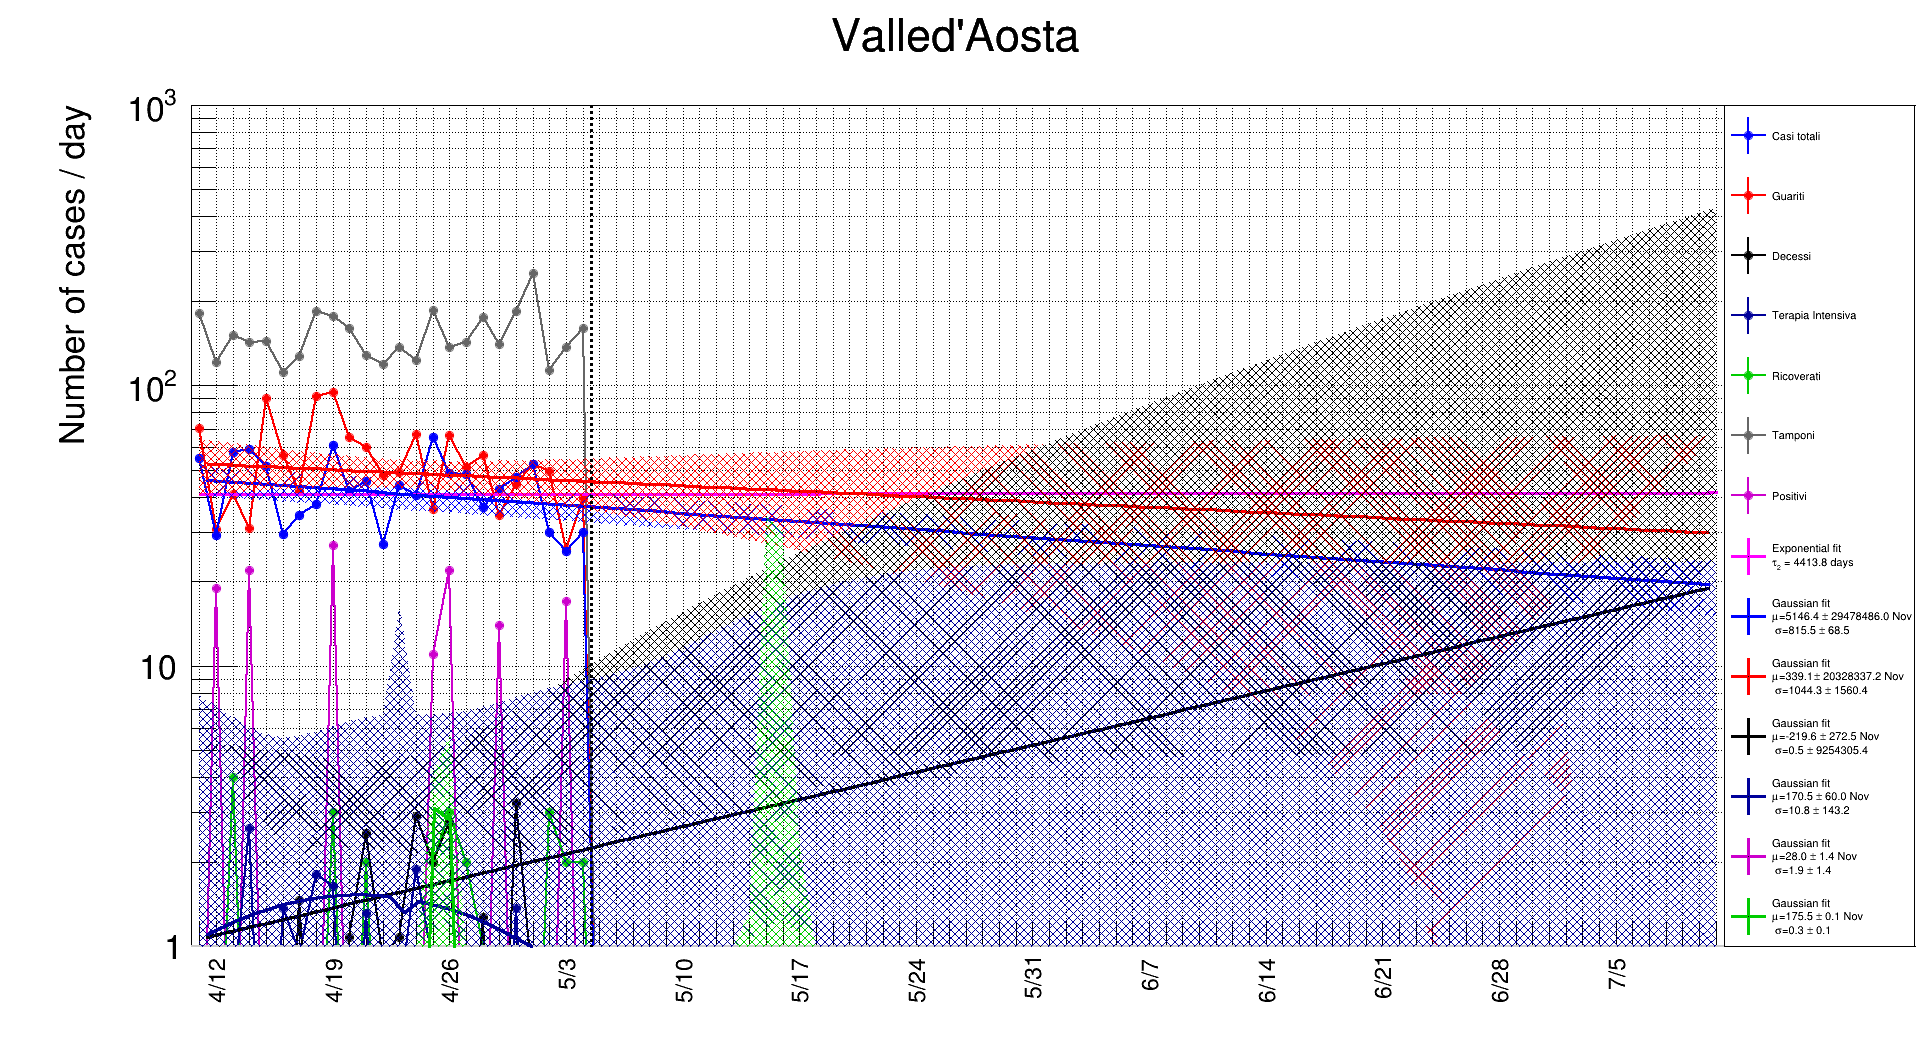 Valled'Aosta
Number of cases / day
10³
10²
10
1
4/12
4/19
4/26
5/3
5/10
5/17
5/24
5/31
6/7
6/14
6/21
6/28
7/5
Casi totali
Guariti
Decessi
Terapia Intensiva
Ricoverati
Tamponi
Positivi
Exponential fit
τ₂ = 4413.8 days
Gaussian fit
μ=5146.4 ± 29478486.0 Nov
σ=815.5 ± 68.5
Gaussian fit
μ=339.1 ± 20328337.2 Nov
σ=1044.3 ± 1560.4
Gaussian fit
μ=-219.6 ± 272.5 Nov
σ=0.5 ± 9254305.4
Gaussian fit
μ=170.5 ± 60.0 Nov
σ=10.8 ± 143.2
Gaussian fit
μ=28.0 ± 1.4 Nov
σ=1.9 ± 1.4
Gaussian fit
μ=175.5 ± 0.1 Nov
σ=0.3 ± 0.1